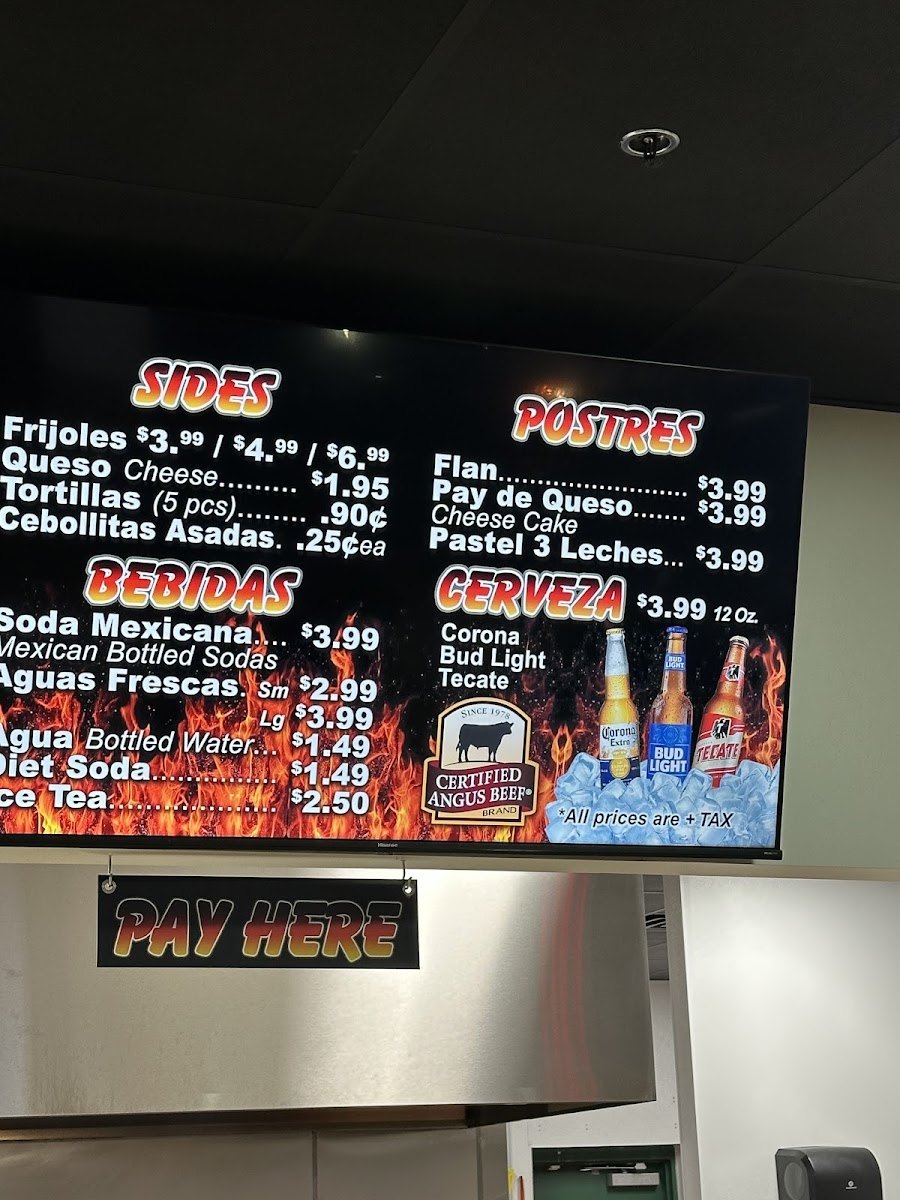 SIDES
Frijoles $3.99 / $4.99 / $6.99
Queso Cheese......... $1.95
Tortillas (5 pcs)......... .90¢
Cebollitas Asadas. .25¢ea
BEBIDAS
Soda Mexicana.... $3.99
Mexican Bottled Sodas
Aguas Frescas. Sm $2.99
Lg $3.99
Agua Bottled Water... $1.49
Diet Soda............... $1.49
ce Tea.................... $2.50
POSTRES
Flan........................ $3.99
Pay de Queso....... $3.99
Cheese Cake
Pastel 3 Leches... $3.99
CERVEZA $3.99 12 Oz.
Corona
Bud Light
Tecate
SINCE 1978
CERTIFIED
ANGUS BEEF®
BRAND
Corona
Extra
BUD
LIGHT
BUD
LIGHT
TECATE
*All prices are + TAX
Hisense
PAY HERE